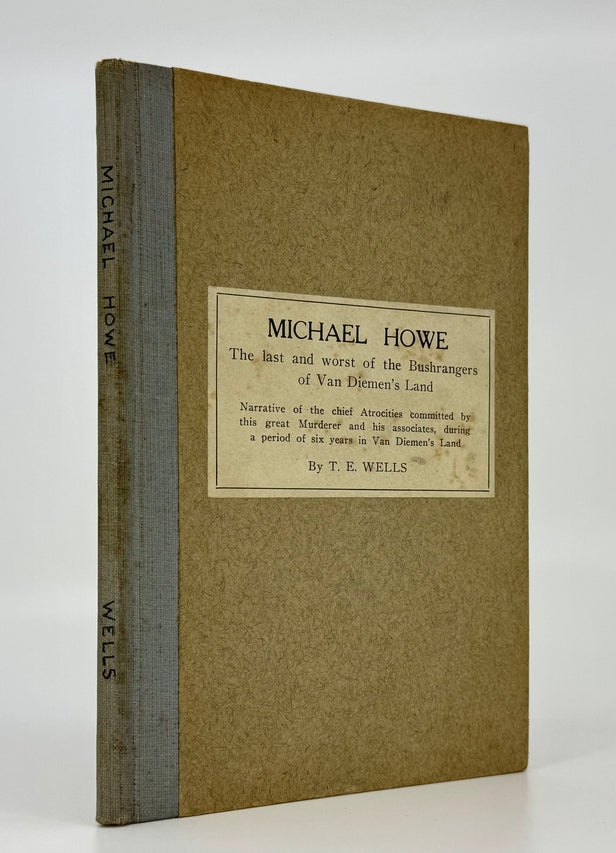 MICHAEL HOWE
WELLS
MICHAEL HOWE
The last and worst of the Bushrangers
of Van Diemen's Land
Narrative of the chief Atrocities committed by
this great Murderer and his associates, during
a period of six years in Van Diemen's Land
By T. E. WELLS